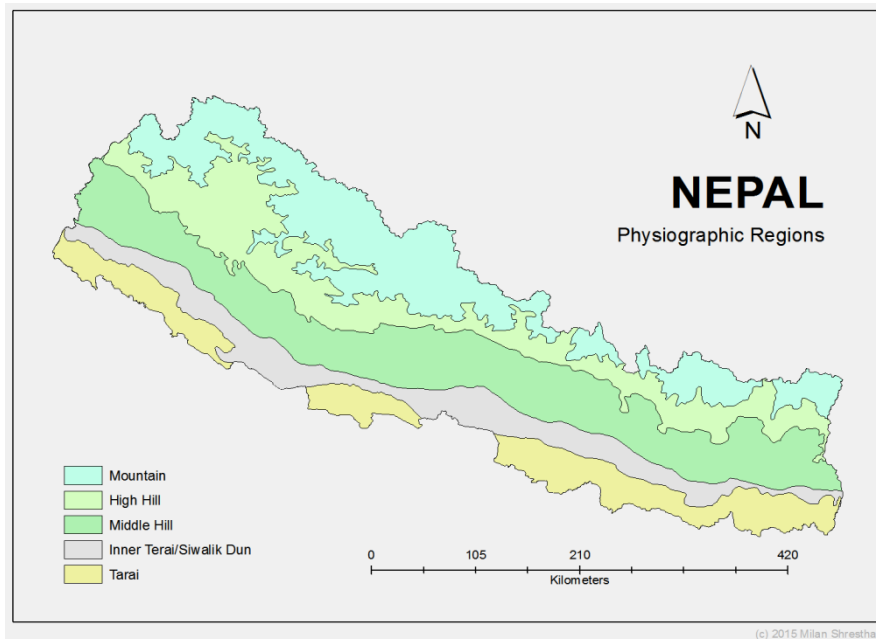 N
NEPAL
Physiographic Regions
Mountain
High Hill
Middle Hill
Inner Terai/Siwalik Dun
Tarai
0 105 210 420
Kilometers
(c) 2015 Milan Shrestha